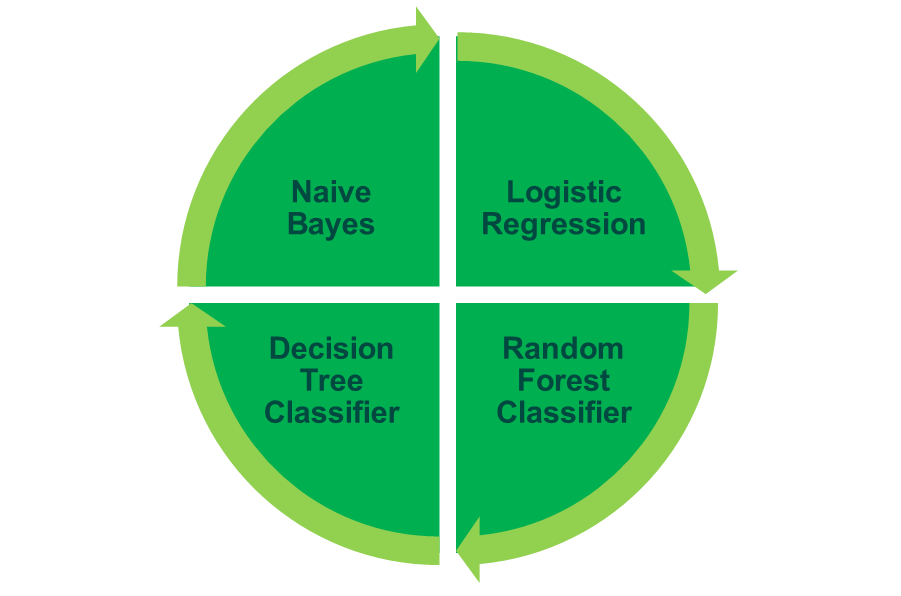 Naive
Bayes
Logistic
Regression
Decision
Tree
Classifier
Random
Forest
Classifier